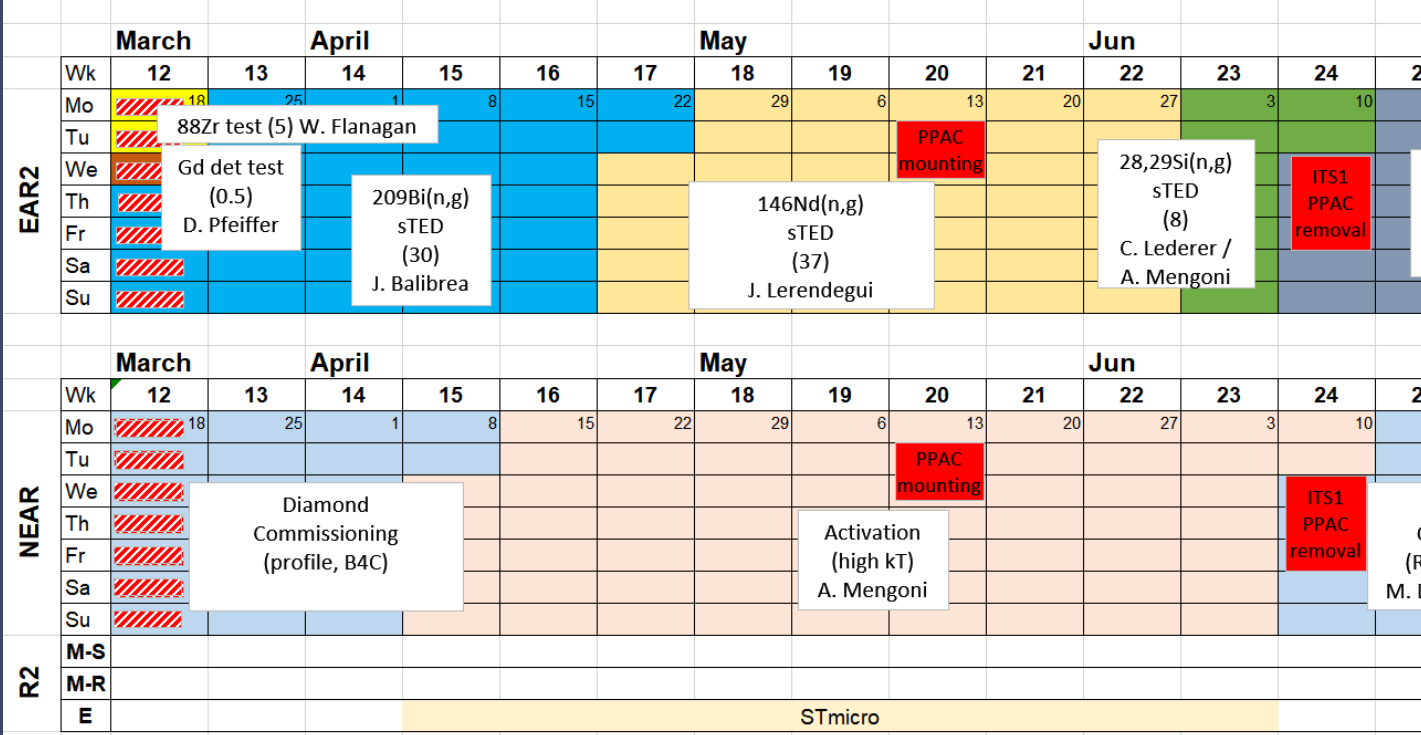 March April May Jun
Wk 12 13 14 15 16 17 18 19 20 21 22 23 24 2
Mo 18 25 1 8 15 22 29 6 13 20 27 3 10
Tu
We
Th
Fr
Sa
Su
EAR2
88Zr test (5) W. Flanagan
Gd det test
(0.5)
D. Pfeiffer
209Bi(n,g)
sTED
(30)
J. Balibrea
146Nd(n,g)
sTED
(37)
J. Lerendegui
PPAC
mounting
28,29Si(n,g)
sTED
(8)
C. Lederer /
A. Mengoni
ITS1
PPAC
removal
March April May Jun
Wk 12 13 14 15 16 17 18 19 20 21 22 23 24 2
Mo 18 25 1 8 15 22 29 6 13 20 27 3 10
Tu
We
Th
Fr
Sa
Su
NEAR
Diamond
Commissioning
(profile, B4C)
PPAC
mounting
Activation
(high kT)
A. Mengoni
ITS1
PPAC
removal
(R
M.
R2
M-S
M-R
E STmicro